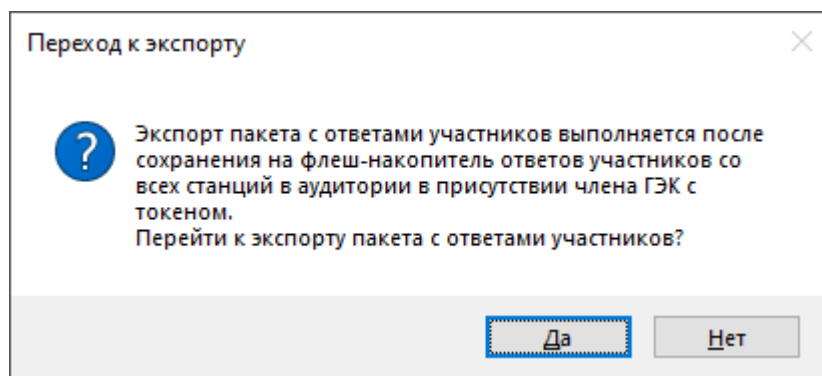 Переход к экспорту
Экспорт пакета с ответами участников выполняется после
сохранения на флеш-накопитель ответов участников со
всех станций в аудитории в присутствии члена ГЭК с
токеном.
Перейти к экспорту пакета с ответами участников?
Да
Нет